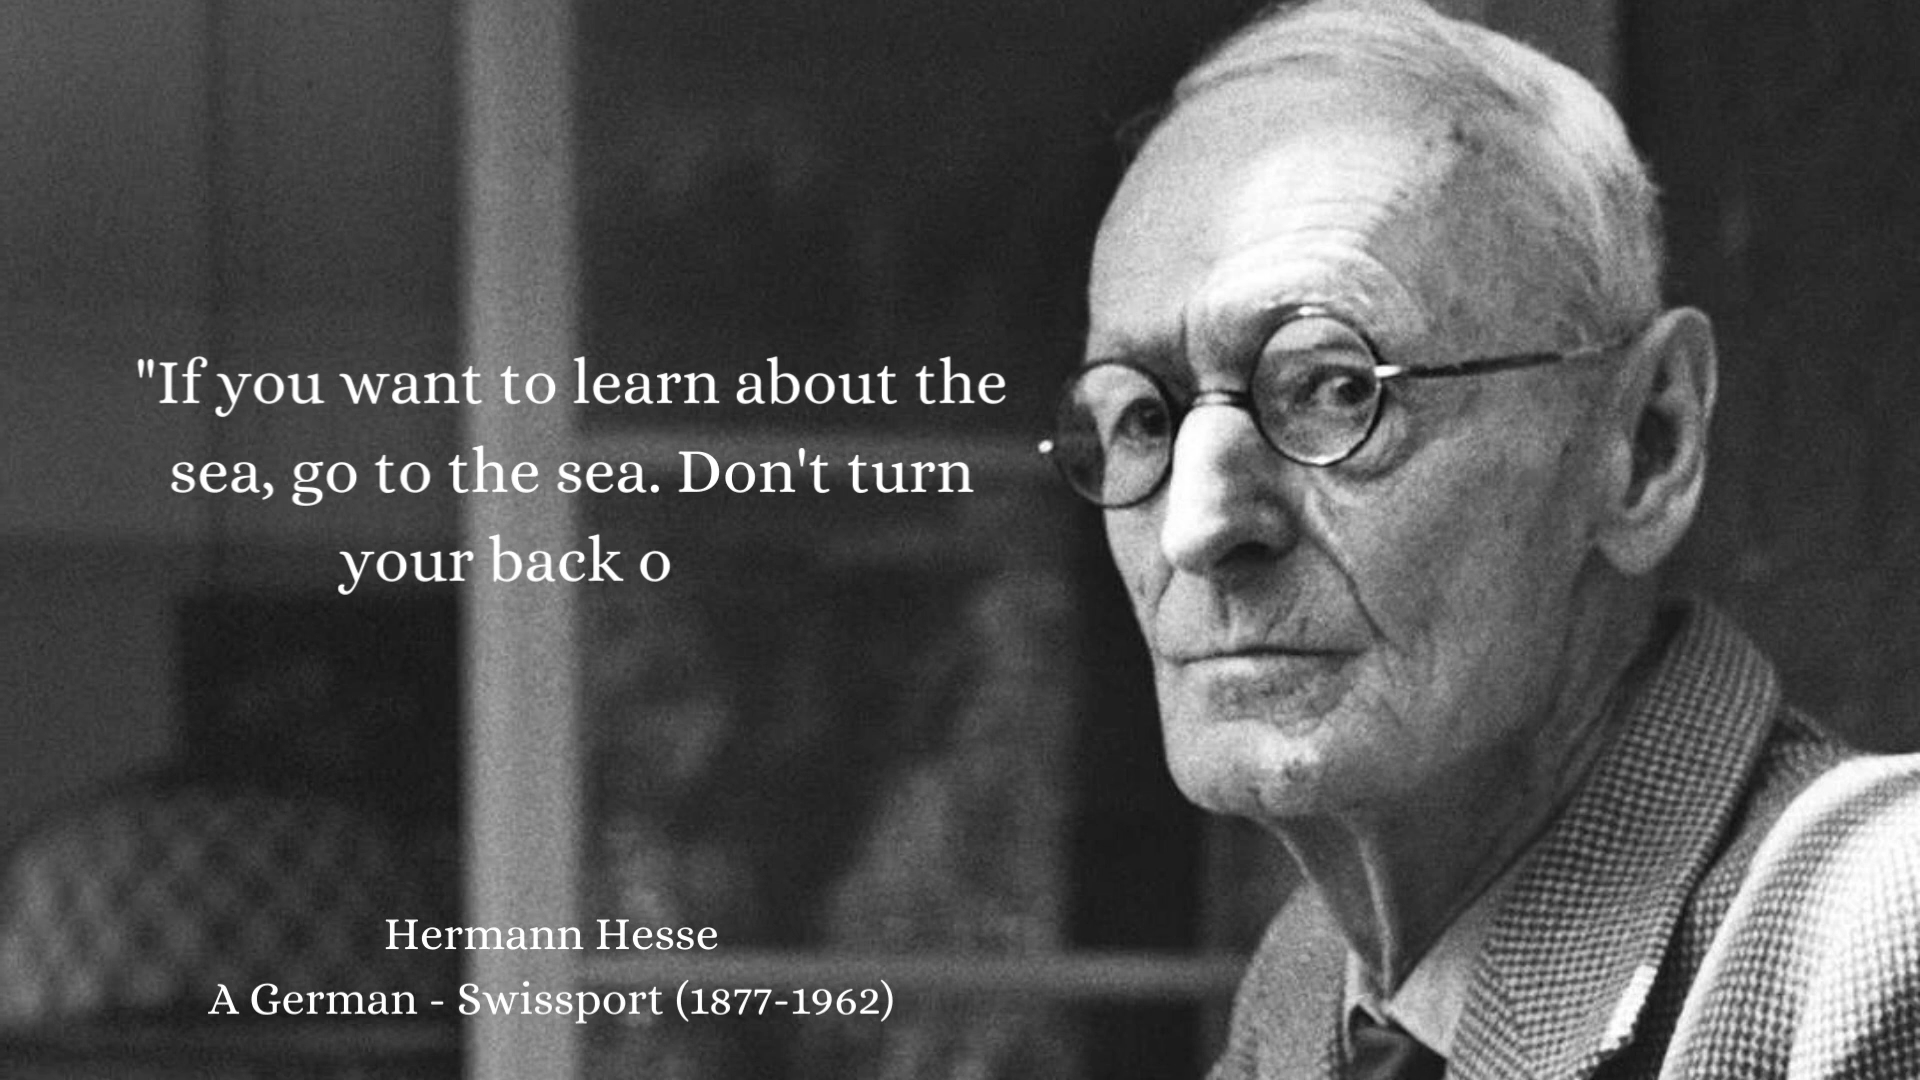 "If you want to learn about the
sea, go to the sea. Don't turn
your back o
Hermann Hesse
A German - Swissport (1877-1962)